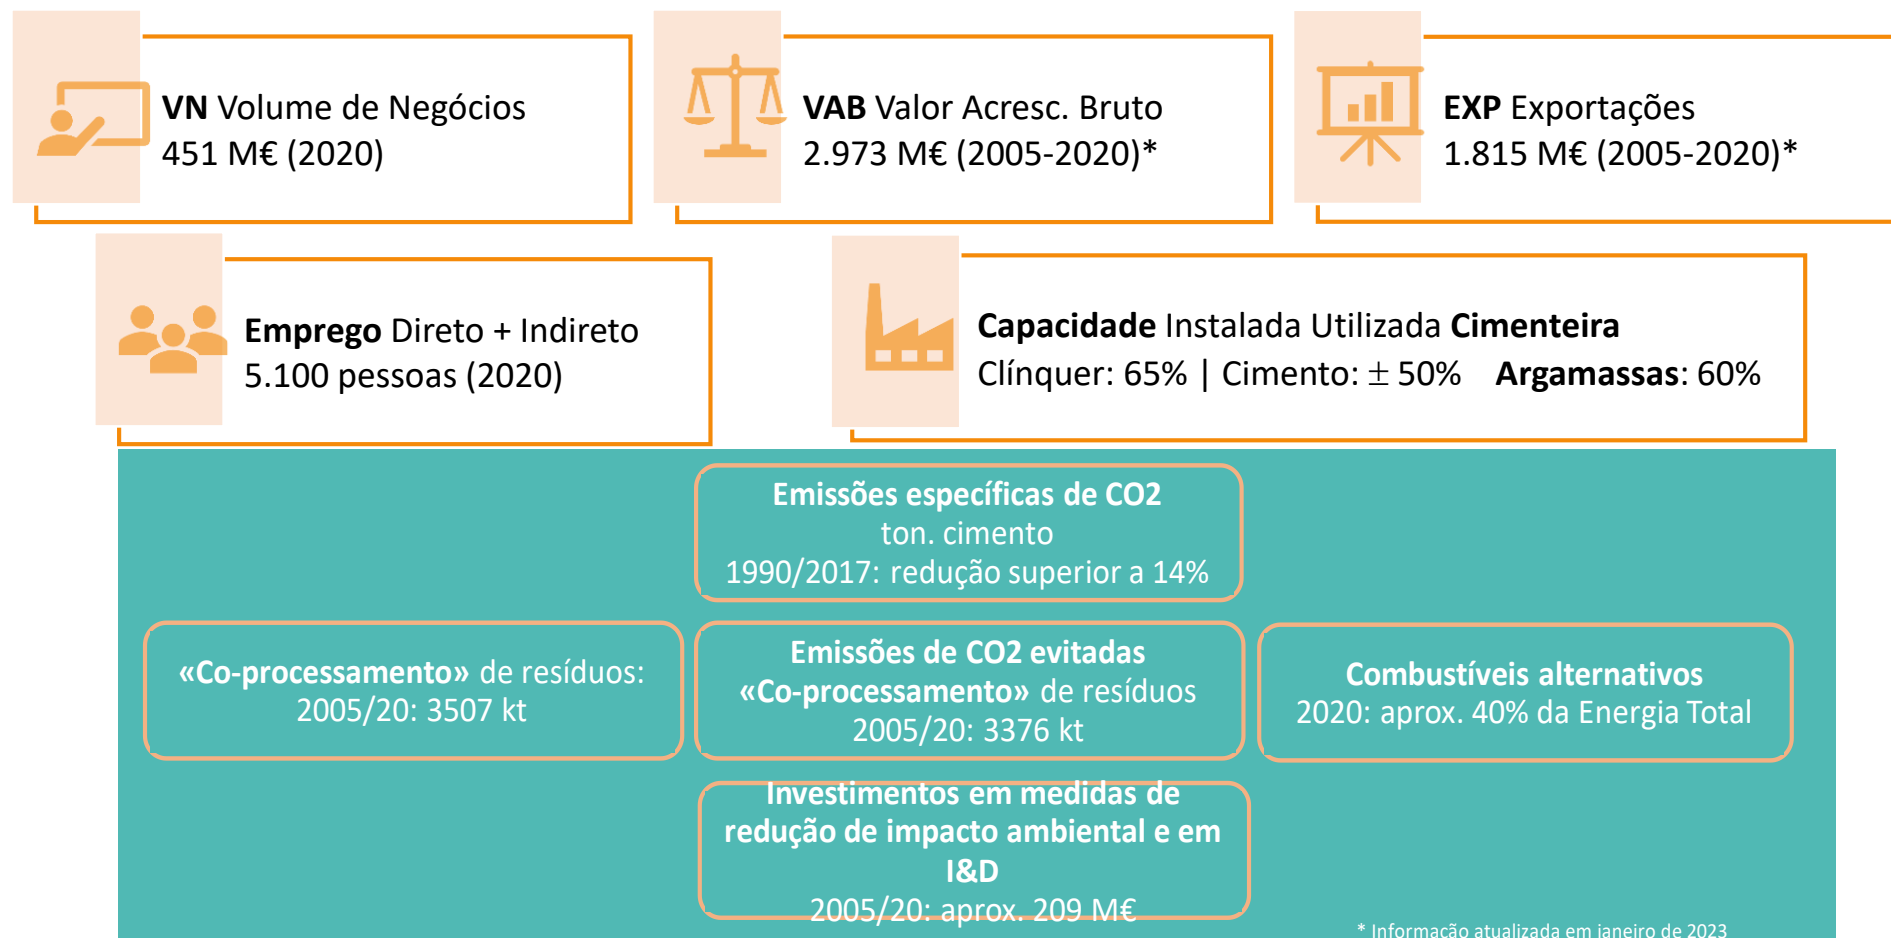 VN Volume de Negócios
451 M€ (2020)
VAB Valor Acresc. Bruto
2.973 M€ (2005-2020)*
EXP Exportações
1.815 M€ (2005-2020)*
Emprego Direto + Indireto
5.100 pessoas (2020)
Capacidade Instalada Utilizada Cimenteira
Clínquer: 65% | Cimento: ± 50% Argamassas: 60%
Emissões específicas de CO2
ton. cimento
1990/2017: redução superior a 14%
«Co-processamento» de resíduos:
2005/20: 3507 kt
Emissões de CO2 evitadas
«Co-processamento» de resíduos
2005/20: 3376 kt
Combustíveis alternativos
2020: aprox. 40% da Energia Total
Investimentos em medidas de
redução de impacto ambiental e em
I&D
2005/20: aprox. 209 M€
* Informação atualizada em janeiro de 2023